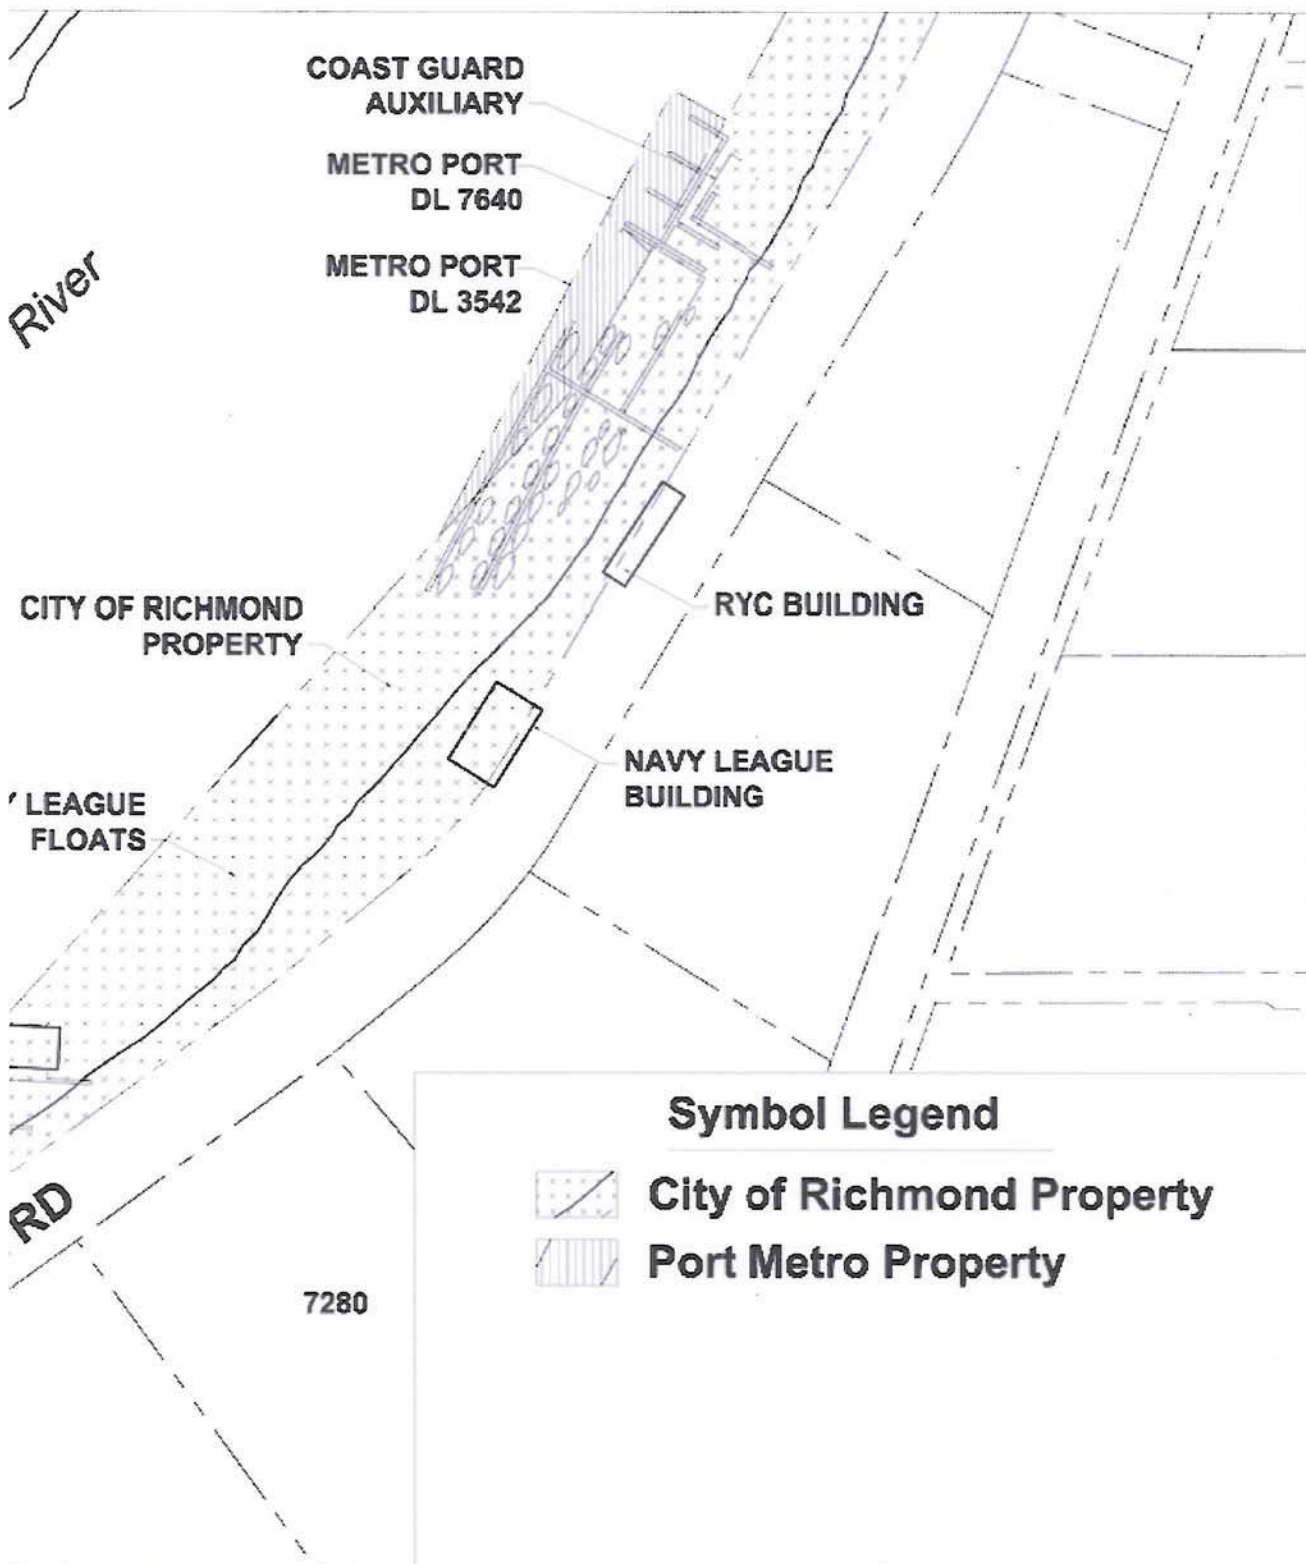 COAST GUARD
AUXILIARY
METRO PORT
DL 7640
METRO PORT
DL 3542
River
CITY OF RICHMOND
PROPERTY
RYC BUILDING
NAVY LEAGUE
BUILDING
LEAGUE
FLOATS
RD
7280
Symbol Legend
City of Richmond Property
Port Metro Property